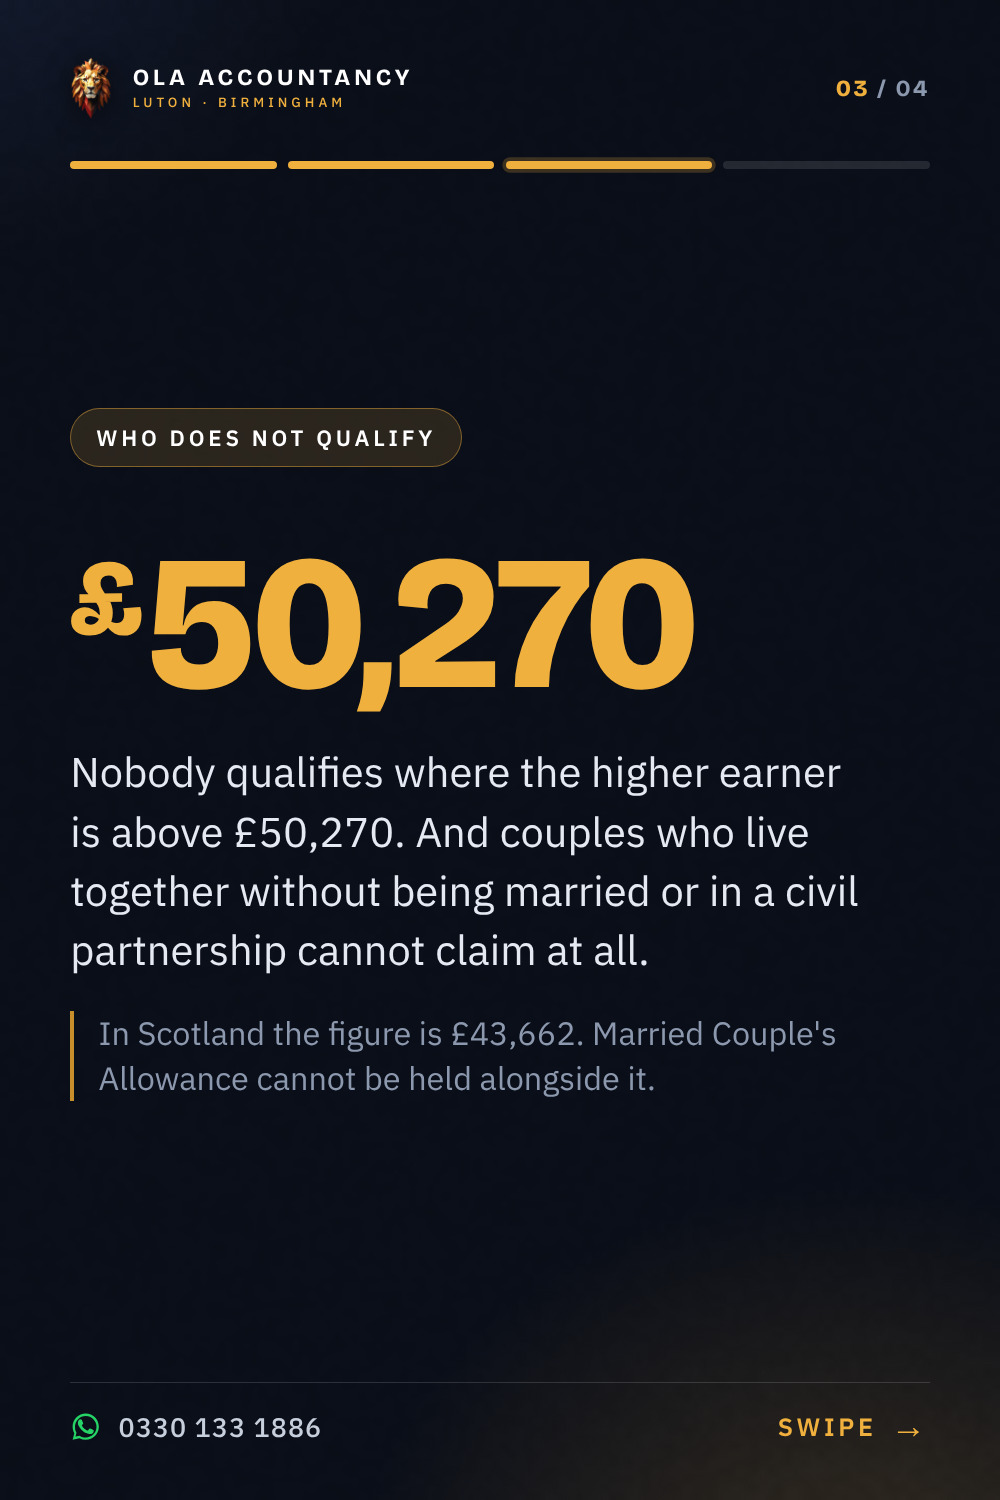 OLA ACCOUNTANCY
LUTON · BIRMINGHAM
03 / 04
WHO DOES NOT QUALIFY
£50,270
Nobody qualifies where the higher earner
is above £50,270. And couples who live
together without being married or in a civil
partnership cannot claim at all.
In Scotland the figure is £43,662. Married Couple's
Allowance cannot be held alongside it.
0330 133 1886
SWIPE →